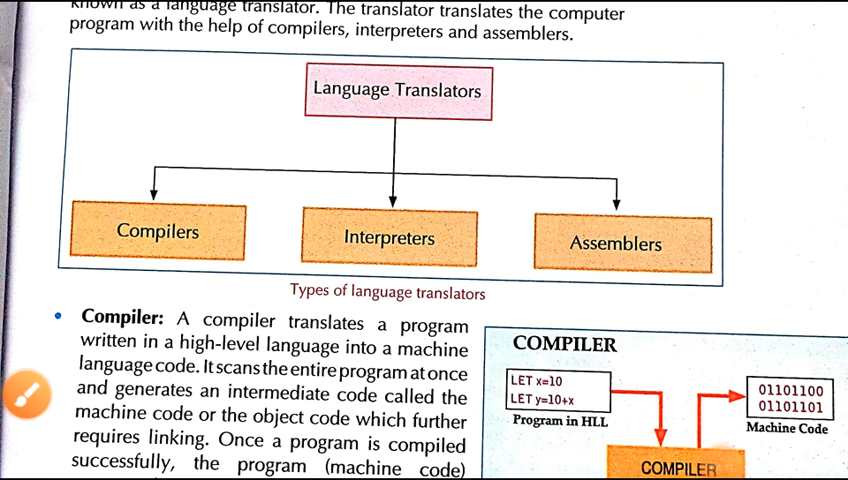 known as a language translator. The translator translates the computer
program with the help of compilers, interpreters and assemblers.
Language Translators
Compilers
Interpreters
Assemblers
Types of language translators
• Compiler: A compiler translates a program
written in a high-level language into a machine
language code. It scans the entire program at once
and generates an intermediate code called the
machine code or the object code which further
requires linking. Once a program is compiled
successfully, the program (machine code)
COMPILER
LET x=10
LET y=10+x
Program in HLL
01101100
01101101
Machine Code
COMPILER